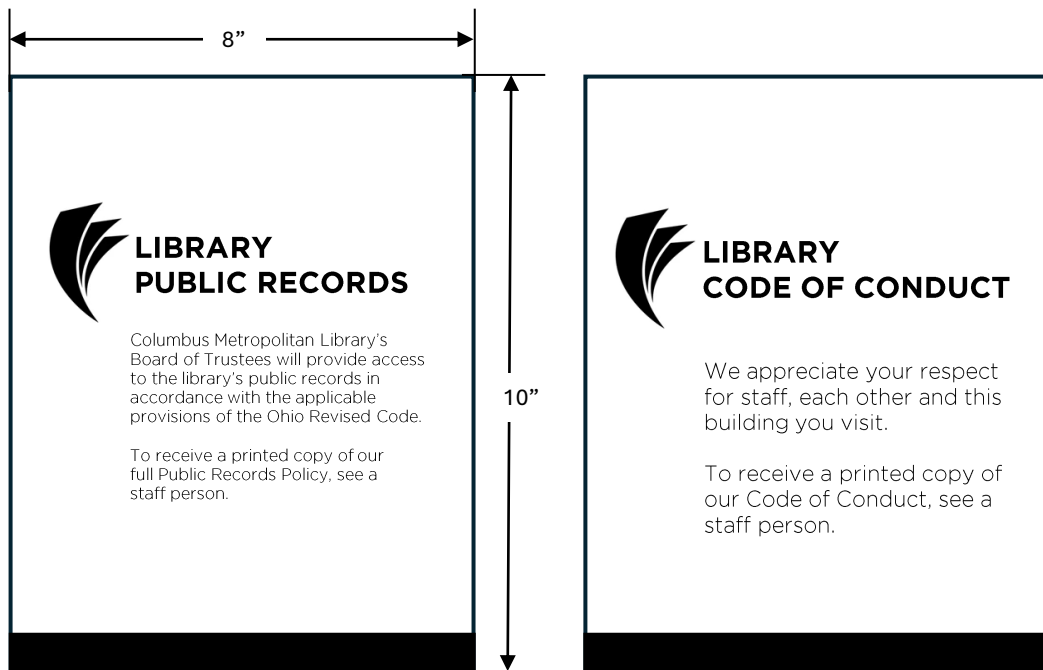 8”
LIBRARY
PUBLIC RECORDS
Columbus Metropolitan Library’s
Board of Trustees will provide access
to the library’s public records in
accordance with the applicable
provisions of the Ohio Revised Code.
To receive a printed copy of our
full Public Records Policy, see a
staff person.
10”
LIBRARY
CODE OF CONDUCT
We appreciate your respect
for staff, each other and this
building you visit.
To receive a printed copy of
our Code of Conduct, see a
staff person.